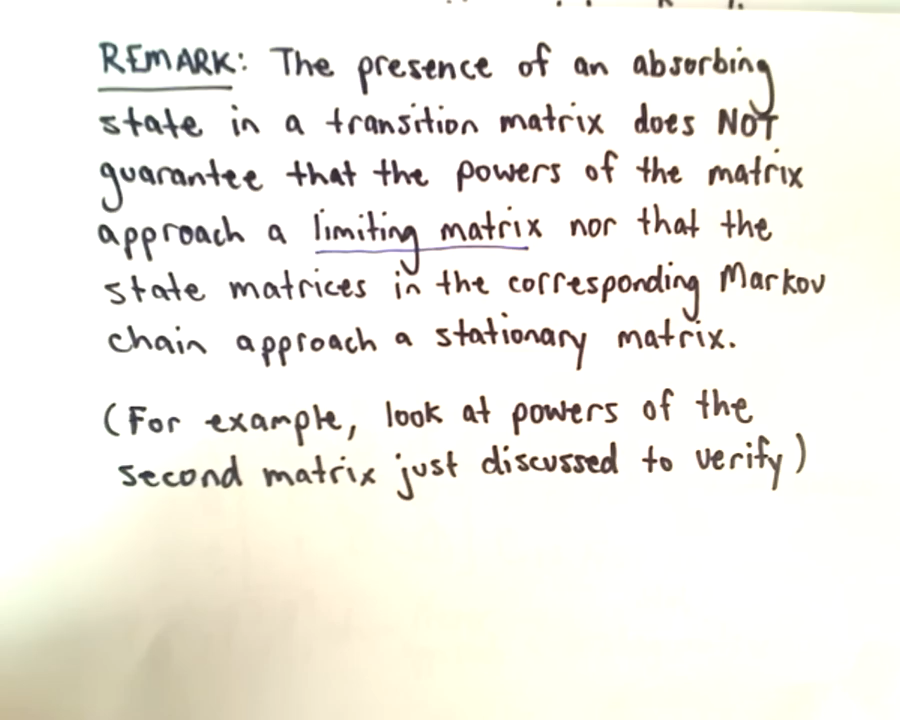 REMARK: The presence of an absorbing
state in a transition matrix does NOT
guarantee that the powers of the matrix
approach a limiting matrix nor that the
state matrices in the corresponding Markov
chain approach a stationary matrix.
(For example, look at powers of the
second matrix just discussed to verify)